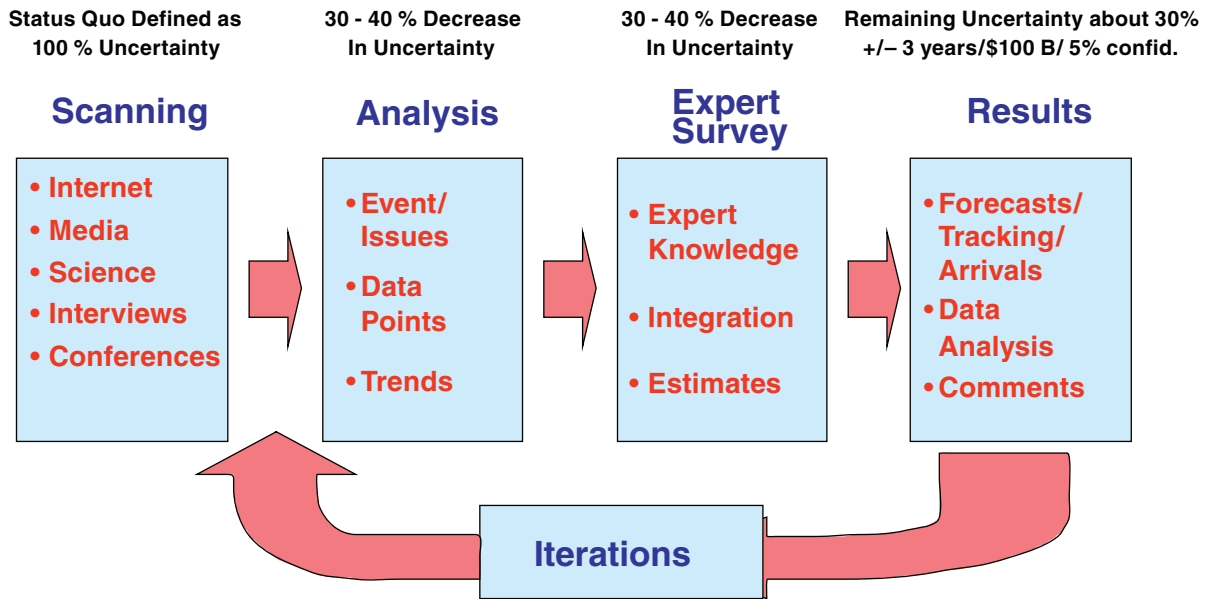 Status Quo Defined as
100 % Uncertainty
30 - 40 % Decrease
In Uncertainty
30 - 40 % Decrease
In Uncertainty
Remaining Uncertainty about 30%
+/– 3 years/$100 B/ 5% confid.
Scanning
Analysis
Expert
Survey
Results
• Internet
• Media
• Science
• Interviews
• Conferences
• Event/
Issues
• Data
Points
• Trends
• Expert
Knowledge
• Integration
• Estimates
• Forecasts/
Tracking/
Arrivals
• Data
Analysis
• Comments
Iterations